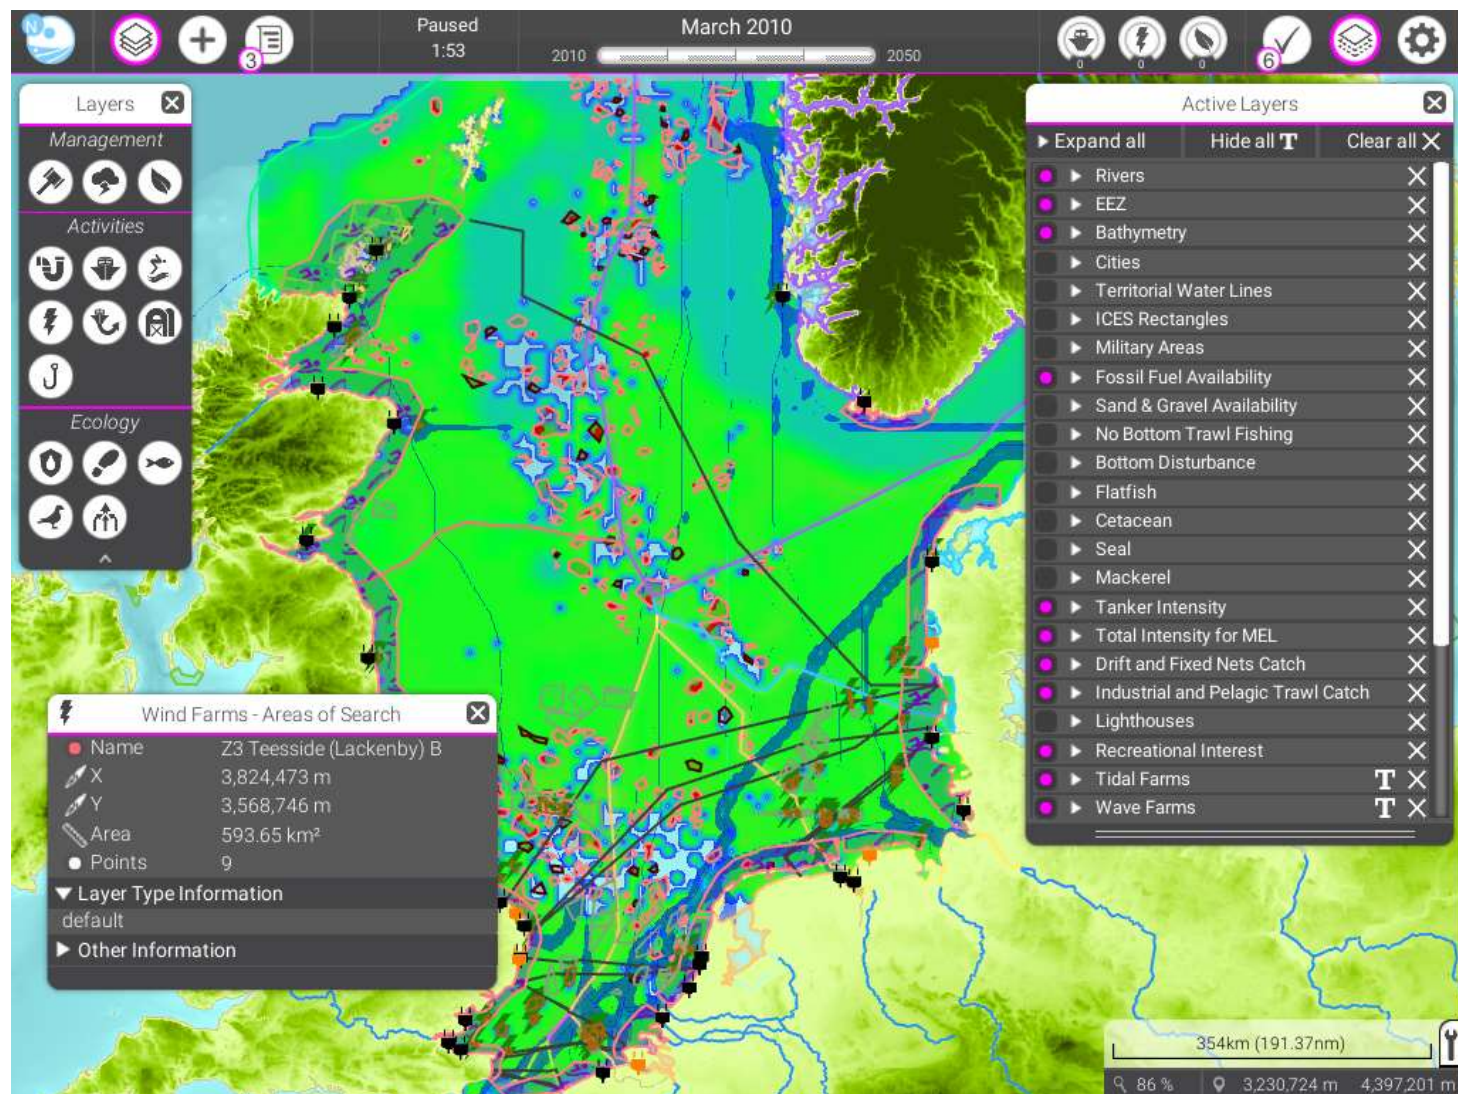 N
3
Paused
1:53
March 2010
2010
2050
0
0
0
6
Layers
Management
Activities
Ecology
Active Layers
Expand all
Hide all T
Clear all
Rivers
EEZ
Bathymetry
Cities
Territorial Water Lines
ICES Rectangles
Military Areas
Fossil Fuel Availability
Sand & Gravel Availability
No Bottom Trawl Fishing
Bottom Disturbance
Flatfish
Cetacean
Seal
Mackerel
Tanker Intensity
Total Intensity for MEL
Drift and Fixed Nets Catch
Industrial and Pelagic Trawl Catch
Lighthouses
Recreational Interest
Tidal Farms T
Wave Farms T
Wind Farms - Areas of Search
Name Z3 Teesside (Lackenby) B
X 3,824,473 m
Y 3,568,746 m
Area 593.65 km²
Points 9
Layer Type Information
default
Other Information
354km (191.37nm)
86 % 3,230,724 m 4,397,201 m